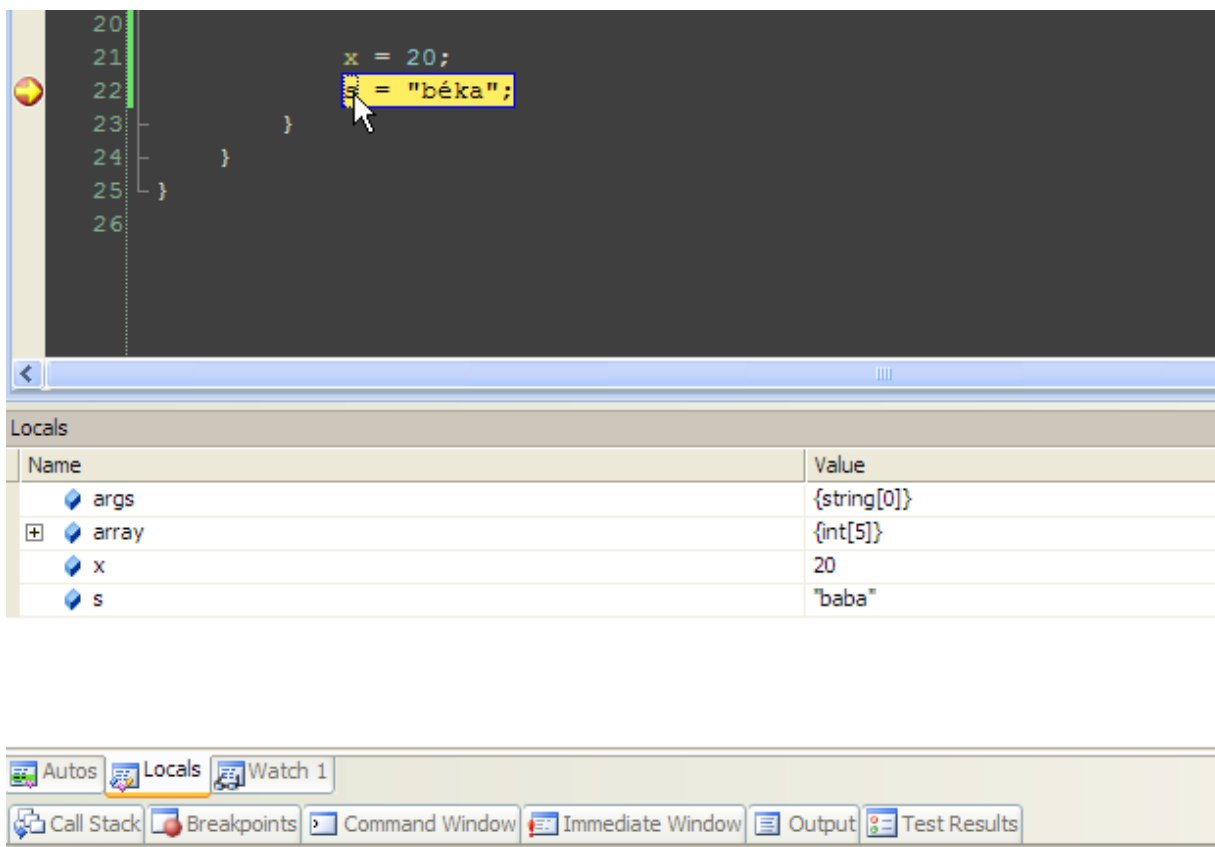 20
21 x = 20;
22 s = "béka";
23 }
24 }
25 }
26
Locals
Name Value
args {string[0]}
array {int[5]}
x 20
s "baba"
Autos Locals Watch 1
Call Stack Breakpoints Command Window Immediate Window Output Test Results